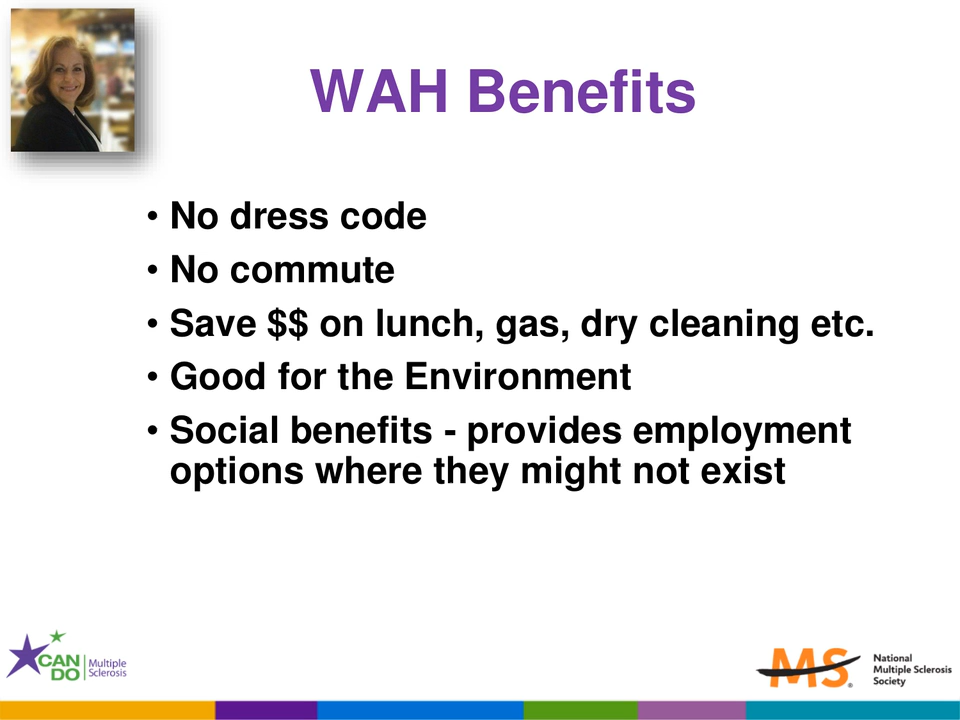 WAH Benefits
• No dress code
• No commute
• Save $$ on lunch, gas, dry cleaning etc.
• Good for the Environment
• Social benefits - provides employment
options where they might not exist
CAN
DO
Multiple
Sclerosis
MS®
National
Multiple Sclerosis
Society